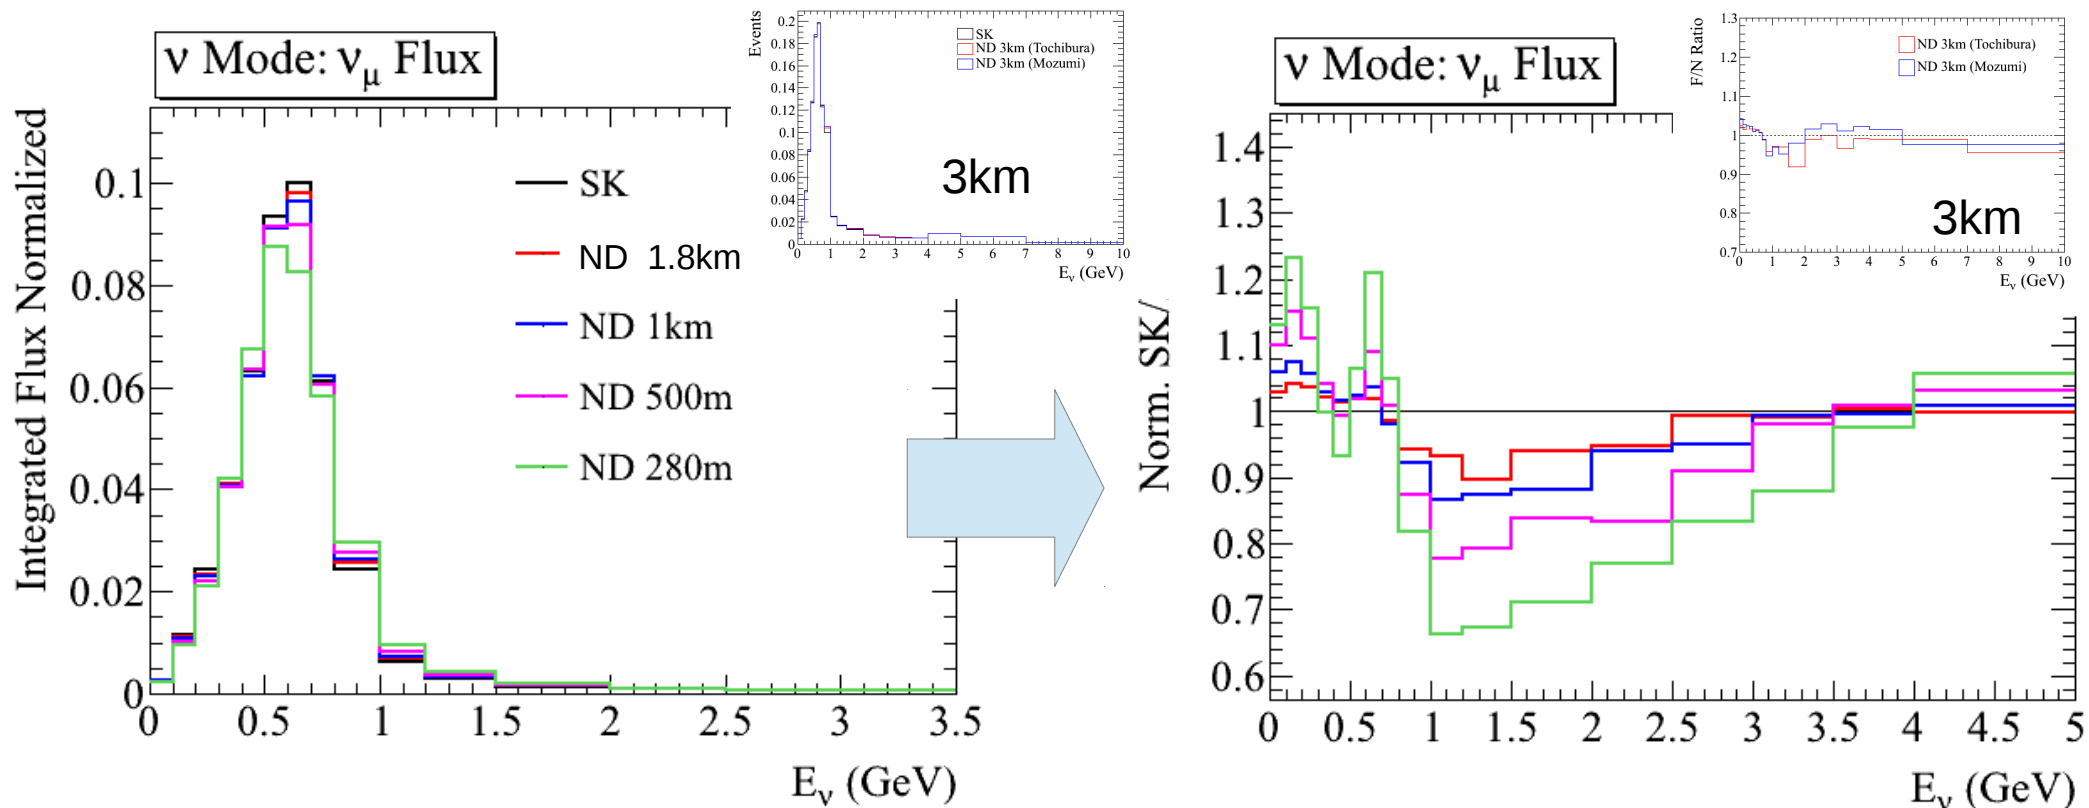 ν Mode: νμ Flux
Integrated Flux Normalized
0.1
0.08
0.06
0.04
0.02
0
0 0.5 1 1.5 2 2.5 3 3.5
Eν (GeV)
SK
ND 1.8km
ND 1km
ND 500m
ND 280m
Events
0.2
0.18
0.16
0.14
0.12
0.1
0.08
0.06
0.04
0.02
0
0 1 2 3 4 5 6 7 8 9 10
Eν (GeV)
SK
ND 3km (Tochibura)
ND 3km (Mozumi)
3km
ν Mode: νμ Flux
Norm. SK/
1.4
1.3
1.2
1.1
1
0.9
0.8
0.7
0.6
0 0.5 1 1.5 2 2.5 3 3.5 4 4.5 5
Eν (GeV)
F/N Ratio
1.3
1.2
1.1
1
0.9
0.8
0.7
0 1 2 3 4 5 6 7 8 9 10
Eν (GeV)
ND 3km (Tochibura)
ND 3km (Mozumi)
3km